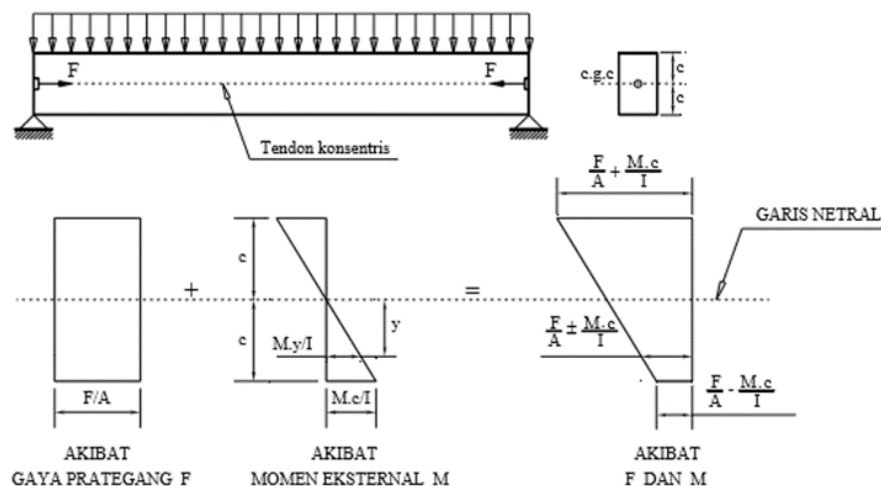 F
F
c.g.c
c
c
Tendon konsentris
F/A + M.c/I
GARIS NETRAL
c
+
=
y
c
M.y/I
F/A ± M.c/I
F/A
M.c/I
F/A - M.c/I
AKIBAT
GAYA PRATEGANG F
AKIBAT
MOMEN EKSTERNAL M
AKIBAT
F DAN M